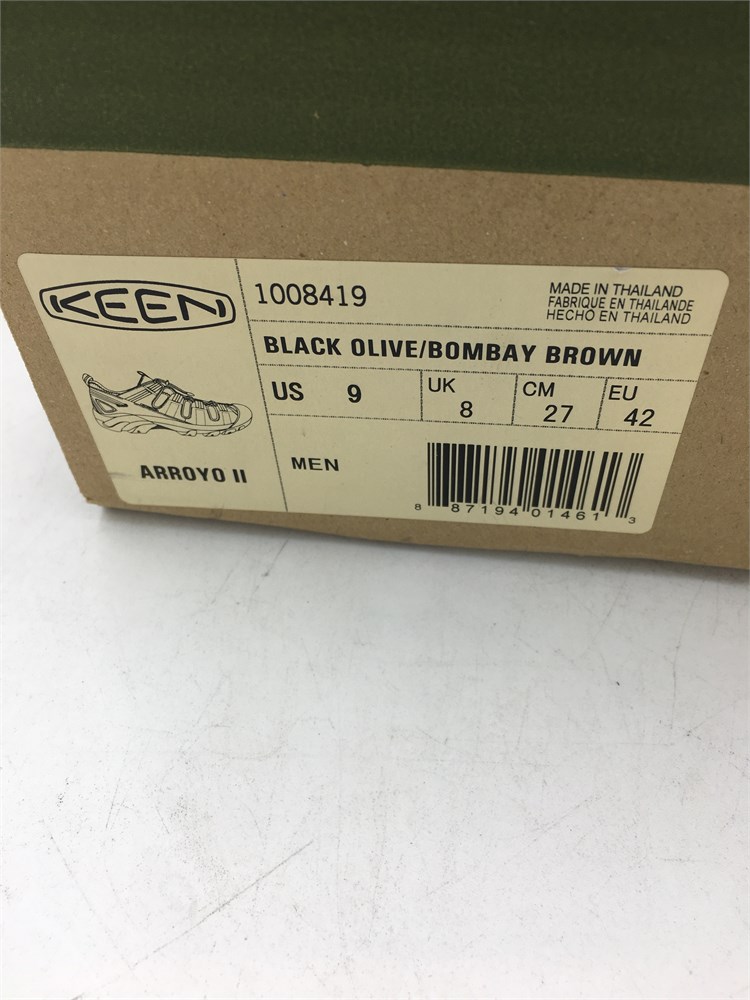 KEEN
1008419
MADE IN THAILAND
FABRIQUE EN THAILANDE
HECHO EN THAILAND
BLACK OLIVE/BOMBAY BROWN
US 9
UK 8
CM 27
EU 42
ARROYO II
MEN
8 87194 01461 3